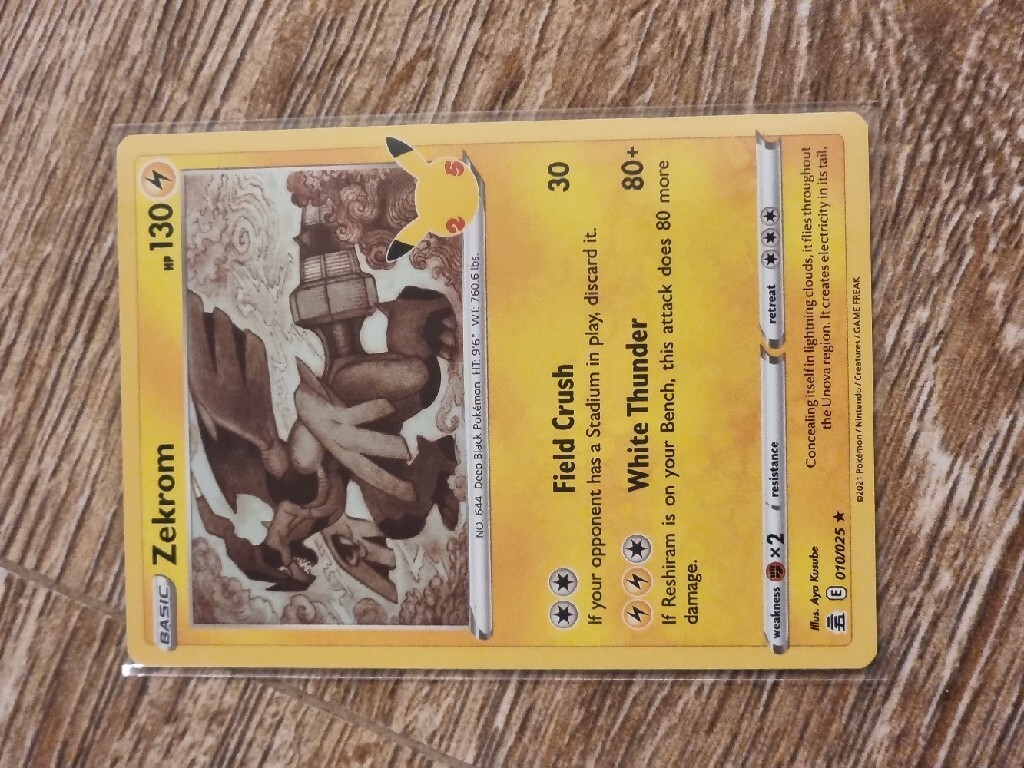 BASIC Zekrom HP 130
25
NO. 644 Deep Black Pokémon HT: 9'6" WT: 760.6 lbs.
Field Crush 30
If your opponent has a Stadium in play, discard it.
White Thunder 80+
If Reshiram is on your Bench, this attack does 80 more
damage.
weakness ×2 resistance retreat
Illus. Aya Kusube
E 010/025 ★
Concealing itself in lightning clouds, it flies throughout
the Unova region. It creates electricity in its tail.
©2021 Pokémon / Nintendo / Creatures / GAME FREAK